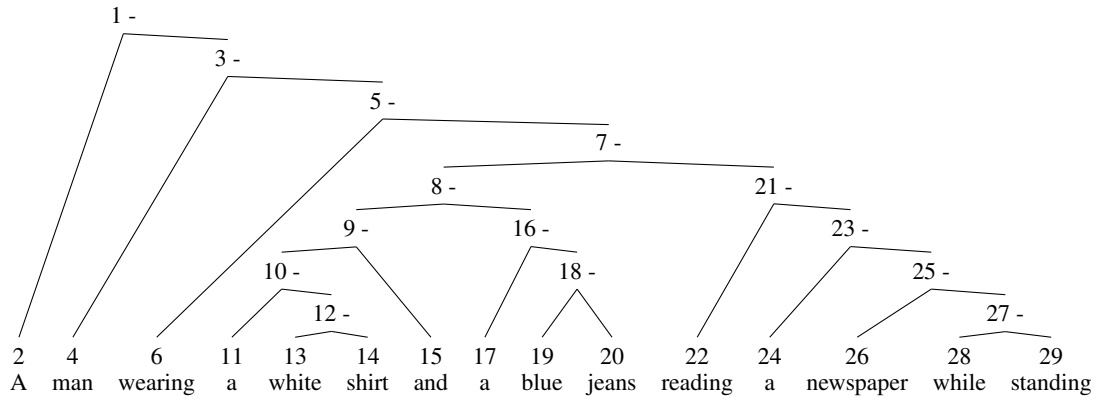 1 -
3 -
5 -
7 -
8 - 21 -
9 - 16 - 23 -
10 - 18 - 25 -
12 - 27 -
2 4 6 11 13 14 15 17 19 20 22 24 26 28 29
A man wearing a white shirt and a blue jeans reading a newspaper while standing